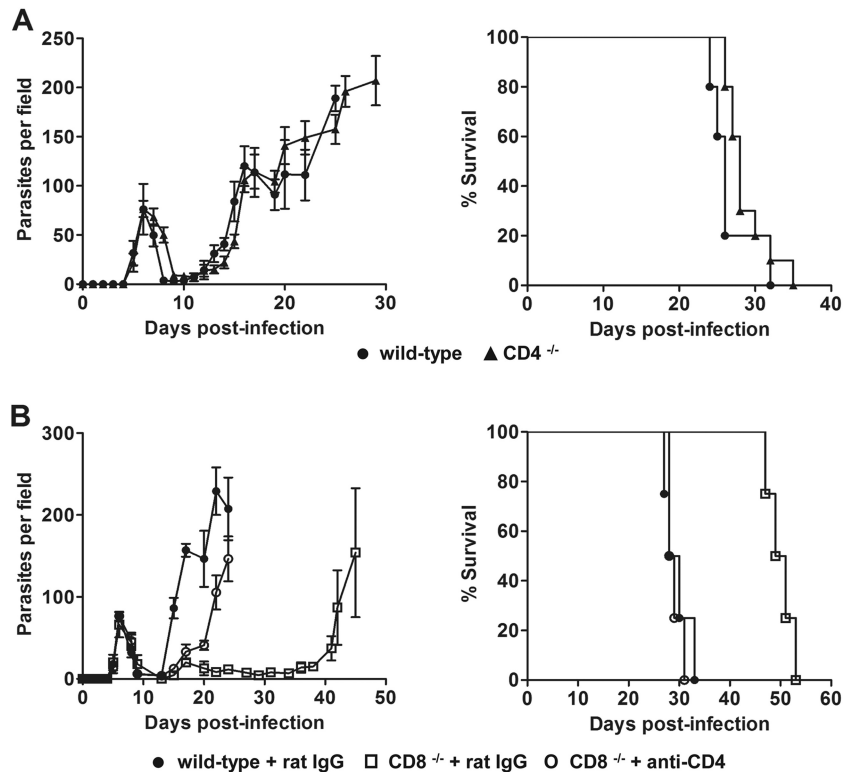 A
Parasites per field
250
200
150
100
50
0
0 10 20 30
Days post-infection
% Survival
100
80
60
40
20
0
0 10 20 30 40
Days post-infection
● wild-type ▲ CD4 -/-
B
Parasites per field
300
200
100
0
0 10 20 30 40 50
Days post-infection
% Survival
100
80
60
40
20
0
0 10 20 30 40 50 60
Days post-infection
● wild-type + rat IgG □ CD8 -/- + rat IgG ○ CD8 -/- + anti-CD4